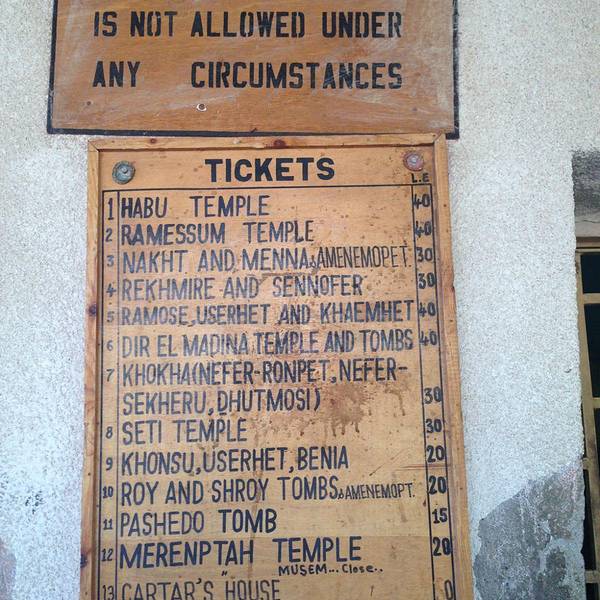 IS NOT ALLOWED UNDER
ANY CIRCUMSTANCES
TICKETS
L.E
1 HABU TEMPLE 40
2 RAMESSUM TEMPLE 40
3 NAKHT AND MENNA,&AMENEMOPET. 30
4 REKHMIRE AND SENNOFER 30
5 RAMOSE,USERHET AND KHAEMHET 40
6 DIR EL MADINA TEMPLE AND TOMBS 40
7 KHOKHA(NEFER-RONPET,NEFER-
SEKHERU,DHUTMOSI) 30
8 SETI TEMPLE 30
9 KHONSU,USERHET,BENIA 20
10 ROY AND SHROY TOMBS,&AMENEMOPT. 20
11 PASHEDO TOMB 15
12 MERENPTAH TEMPLE 20
MUSEM... Close..
13 CARTAR'S HOUSE